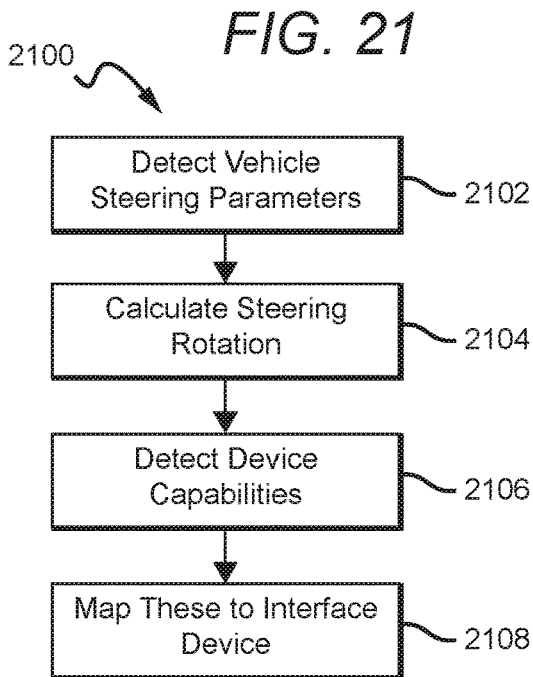 FIG. 21
2100
Detect Vehicle
Steering Parameters
2102
Calculate Steering
Rotation
2104
Detect Device
Capabilities
2106
Map These to Interface
Device
2108